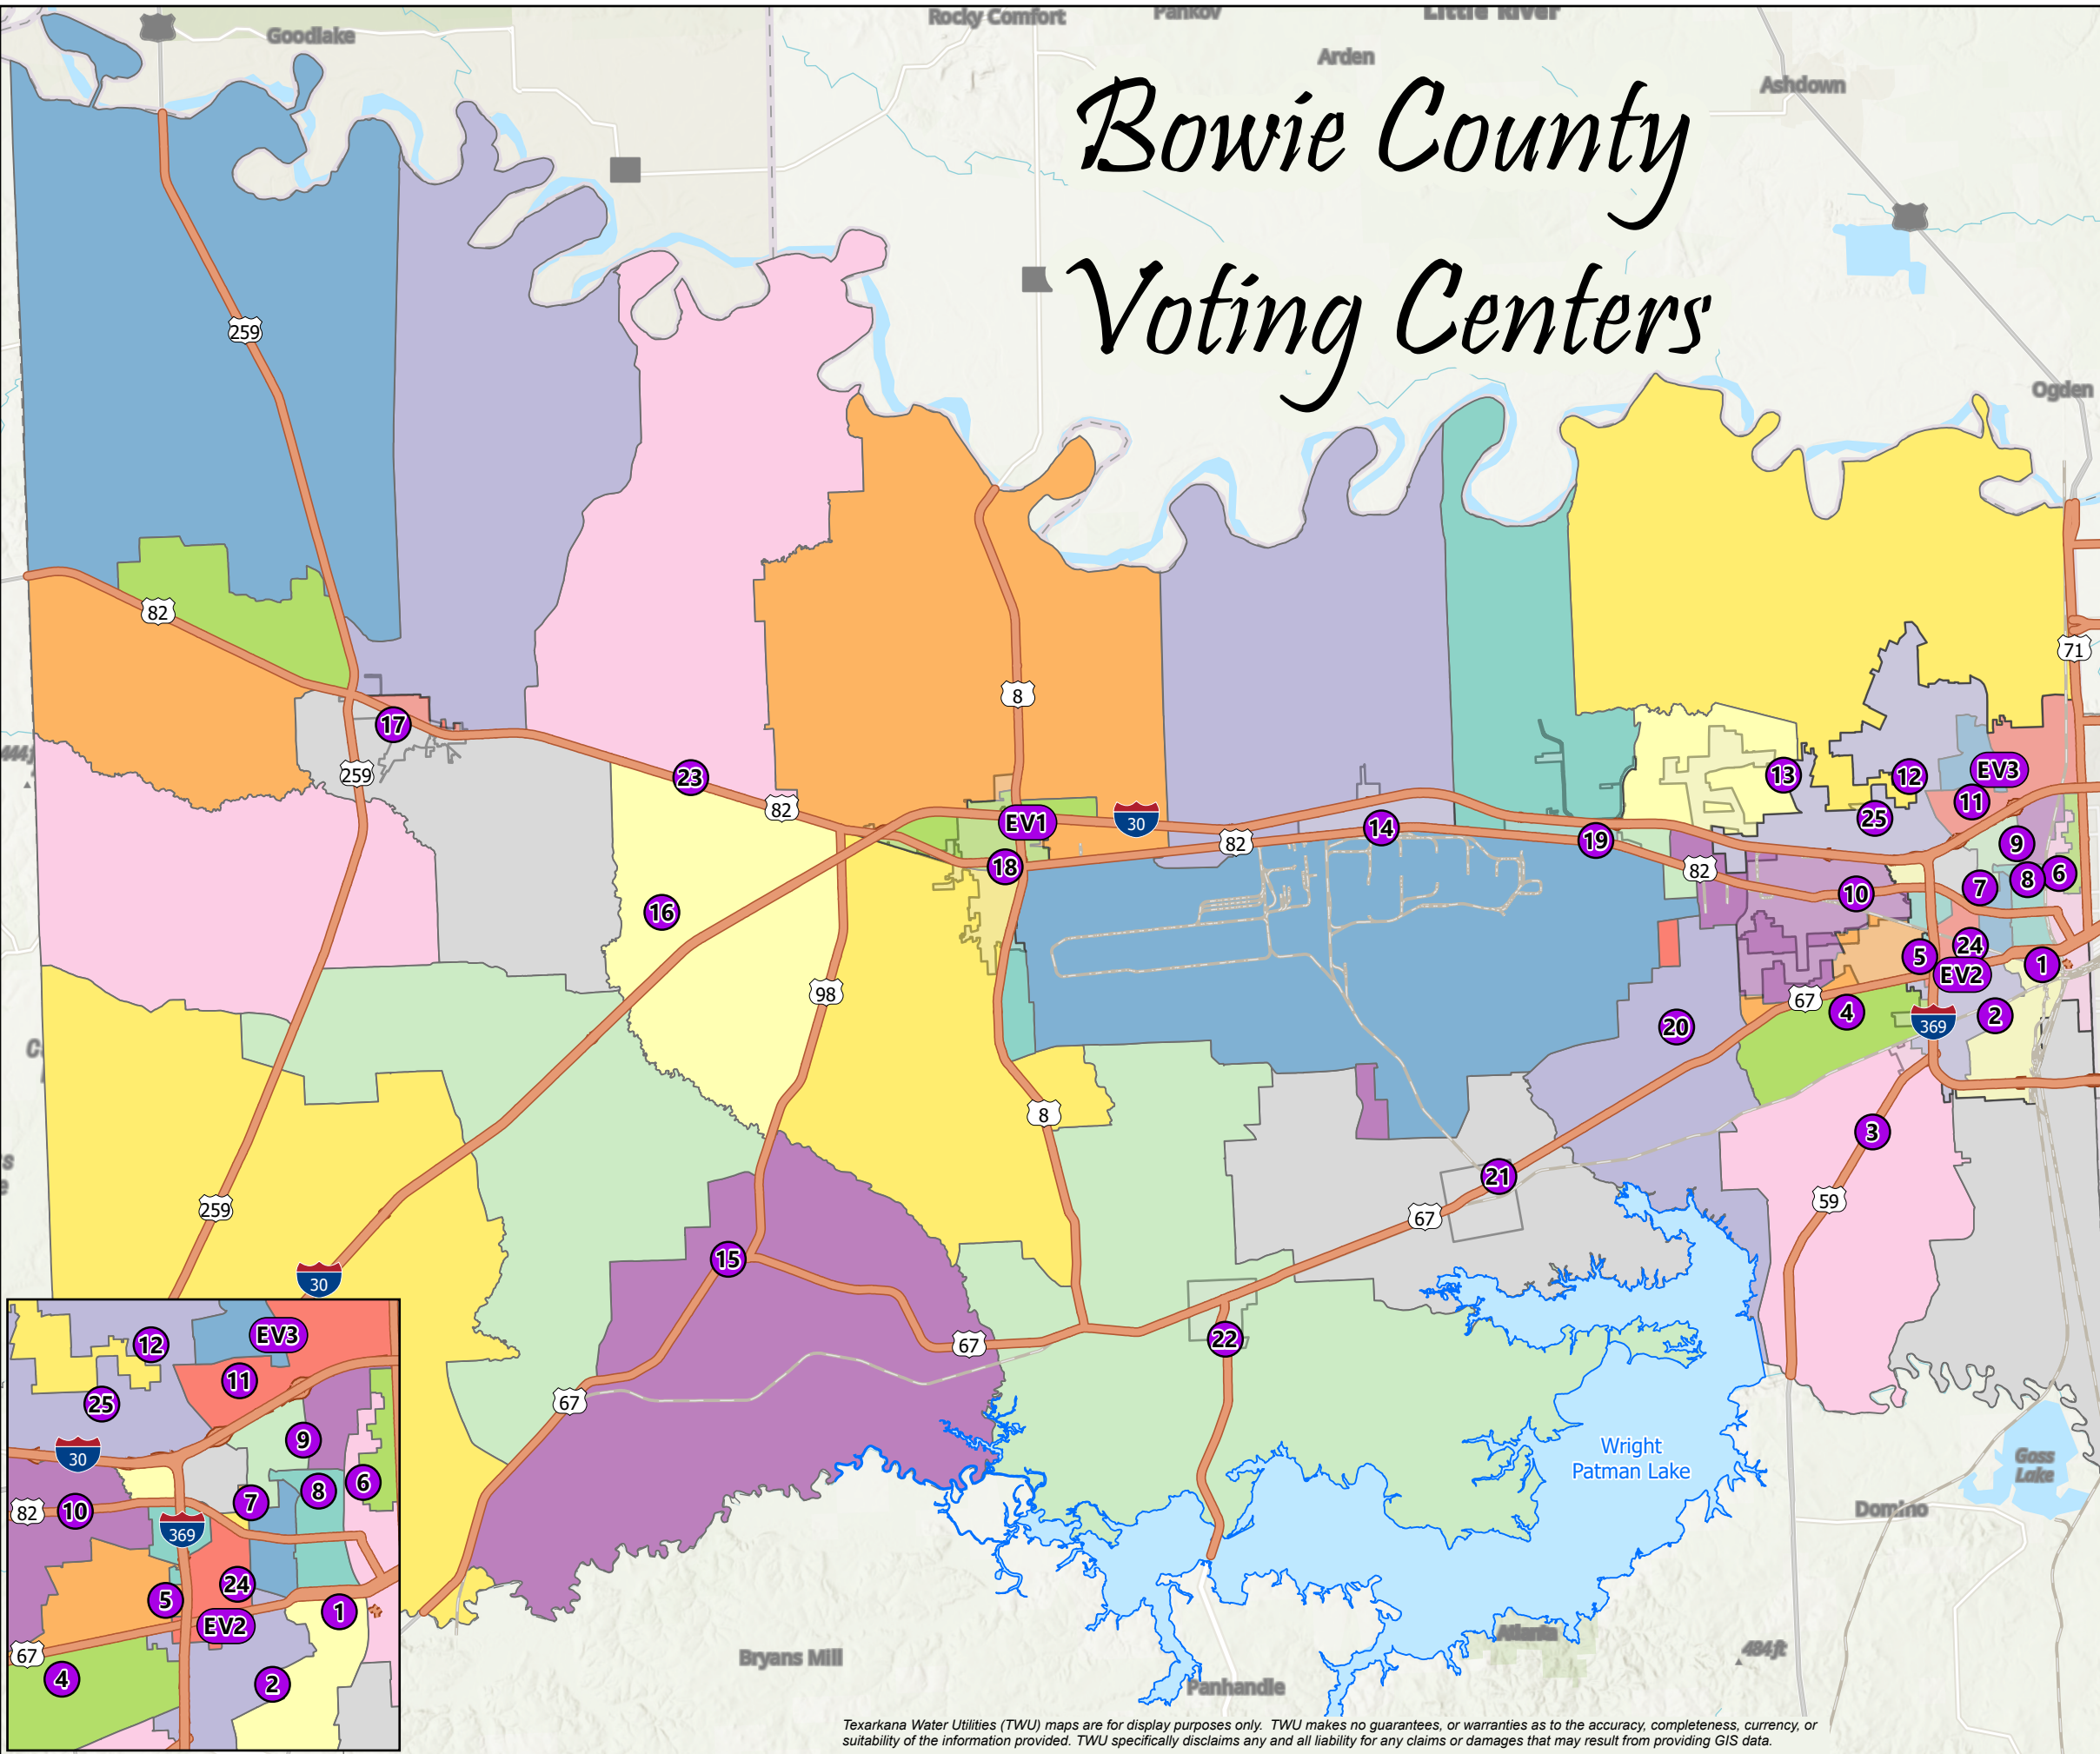 Goodlake
Rocky Comfort
Pankov
Little River
Arden
Ashdown
Bowie County
Voting Centers
Ogden
259
82
71
8
17
259
23
82
EV1
30
82
14
18
19
82
13
12
EV3
11
25
9
6
8
7
10
16
98
5
24
EV2
1
67
4
369
2
20
8
3
21
59
67
259
30
15
67
22
67
Wright
Patman Lake
Goss
Lake
Domino
12
EV3
11
25
30
9
6
8
7
82
10
369
24
5
1
EV2
67
4
2
Bryans Mill
Atlanta
484ft
Panhandle
Texarkana Water Utilities (TWU) maps are for display purposes only. TWU makes no guarantees, or warranties as to the accuracy, completeness, currency, or
suitability of the information provided. TWU specifically disclaims any and all liability for any claims or damages that may result from providing GIS data.